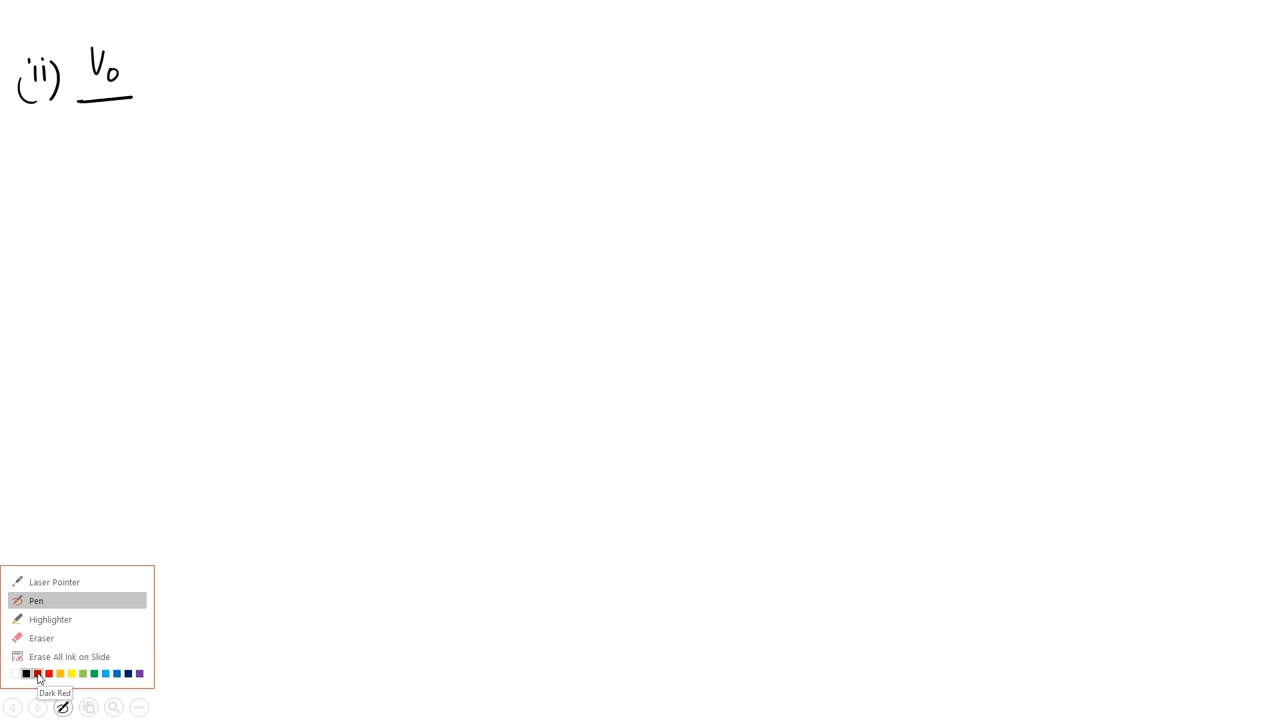 (ii) V₀
Laser Pointer
Pen
Highlighter
Eraser
Erase All Ink on Slide
Dark Red